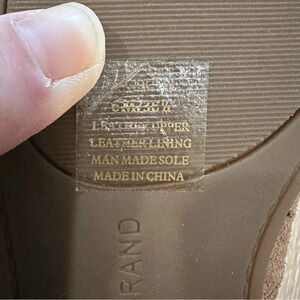 LEATHER UPPER
LEATHER LINING
MAN MADE SOLE
MADE IN CHINA
RAND